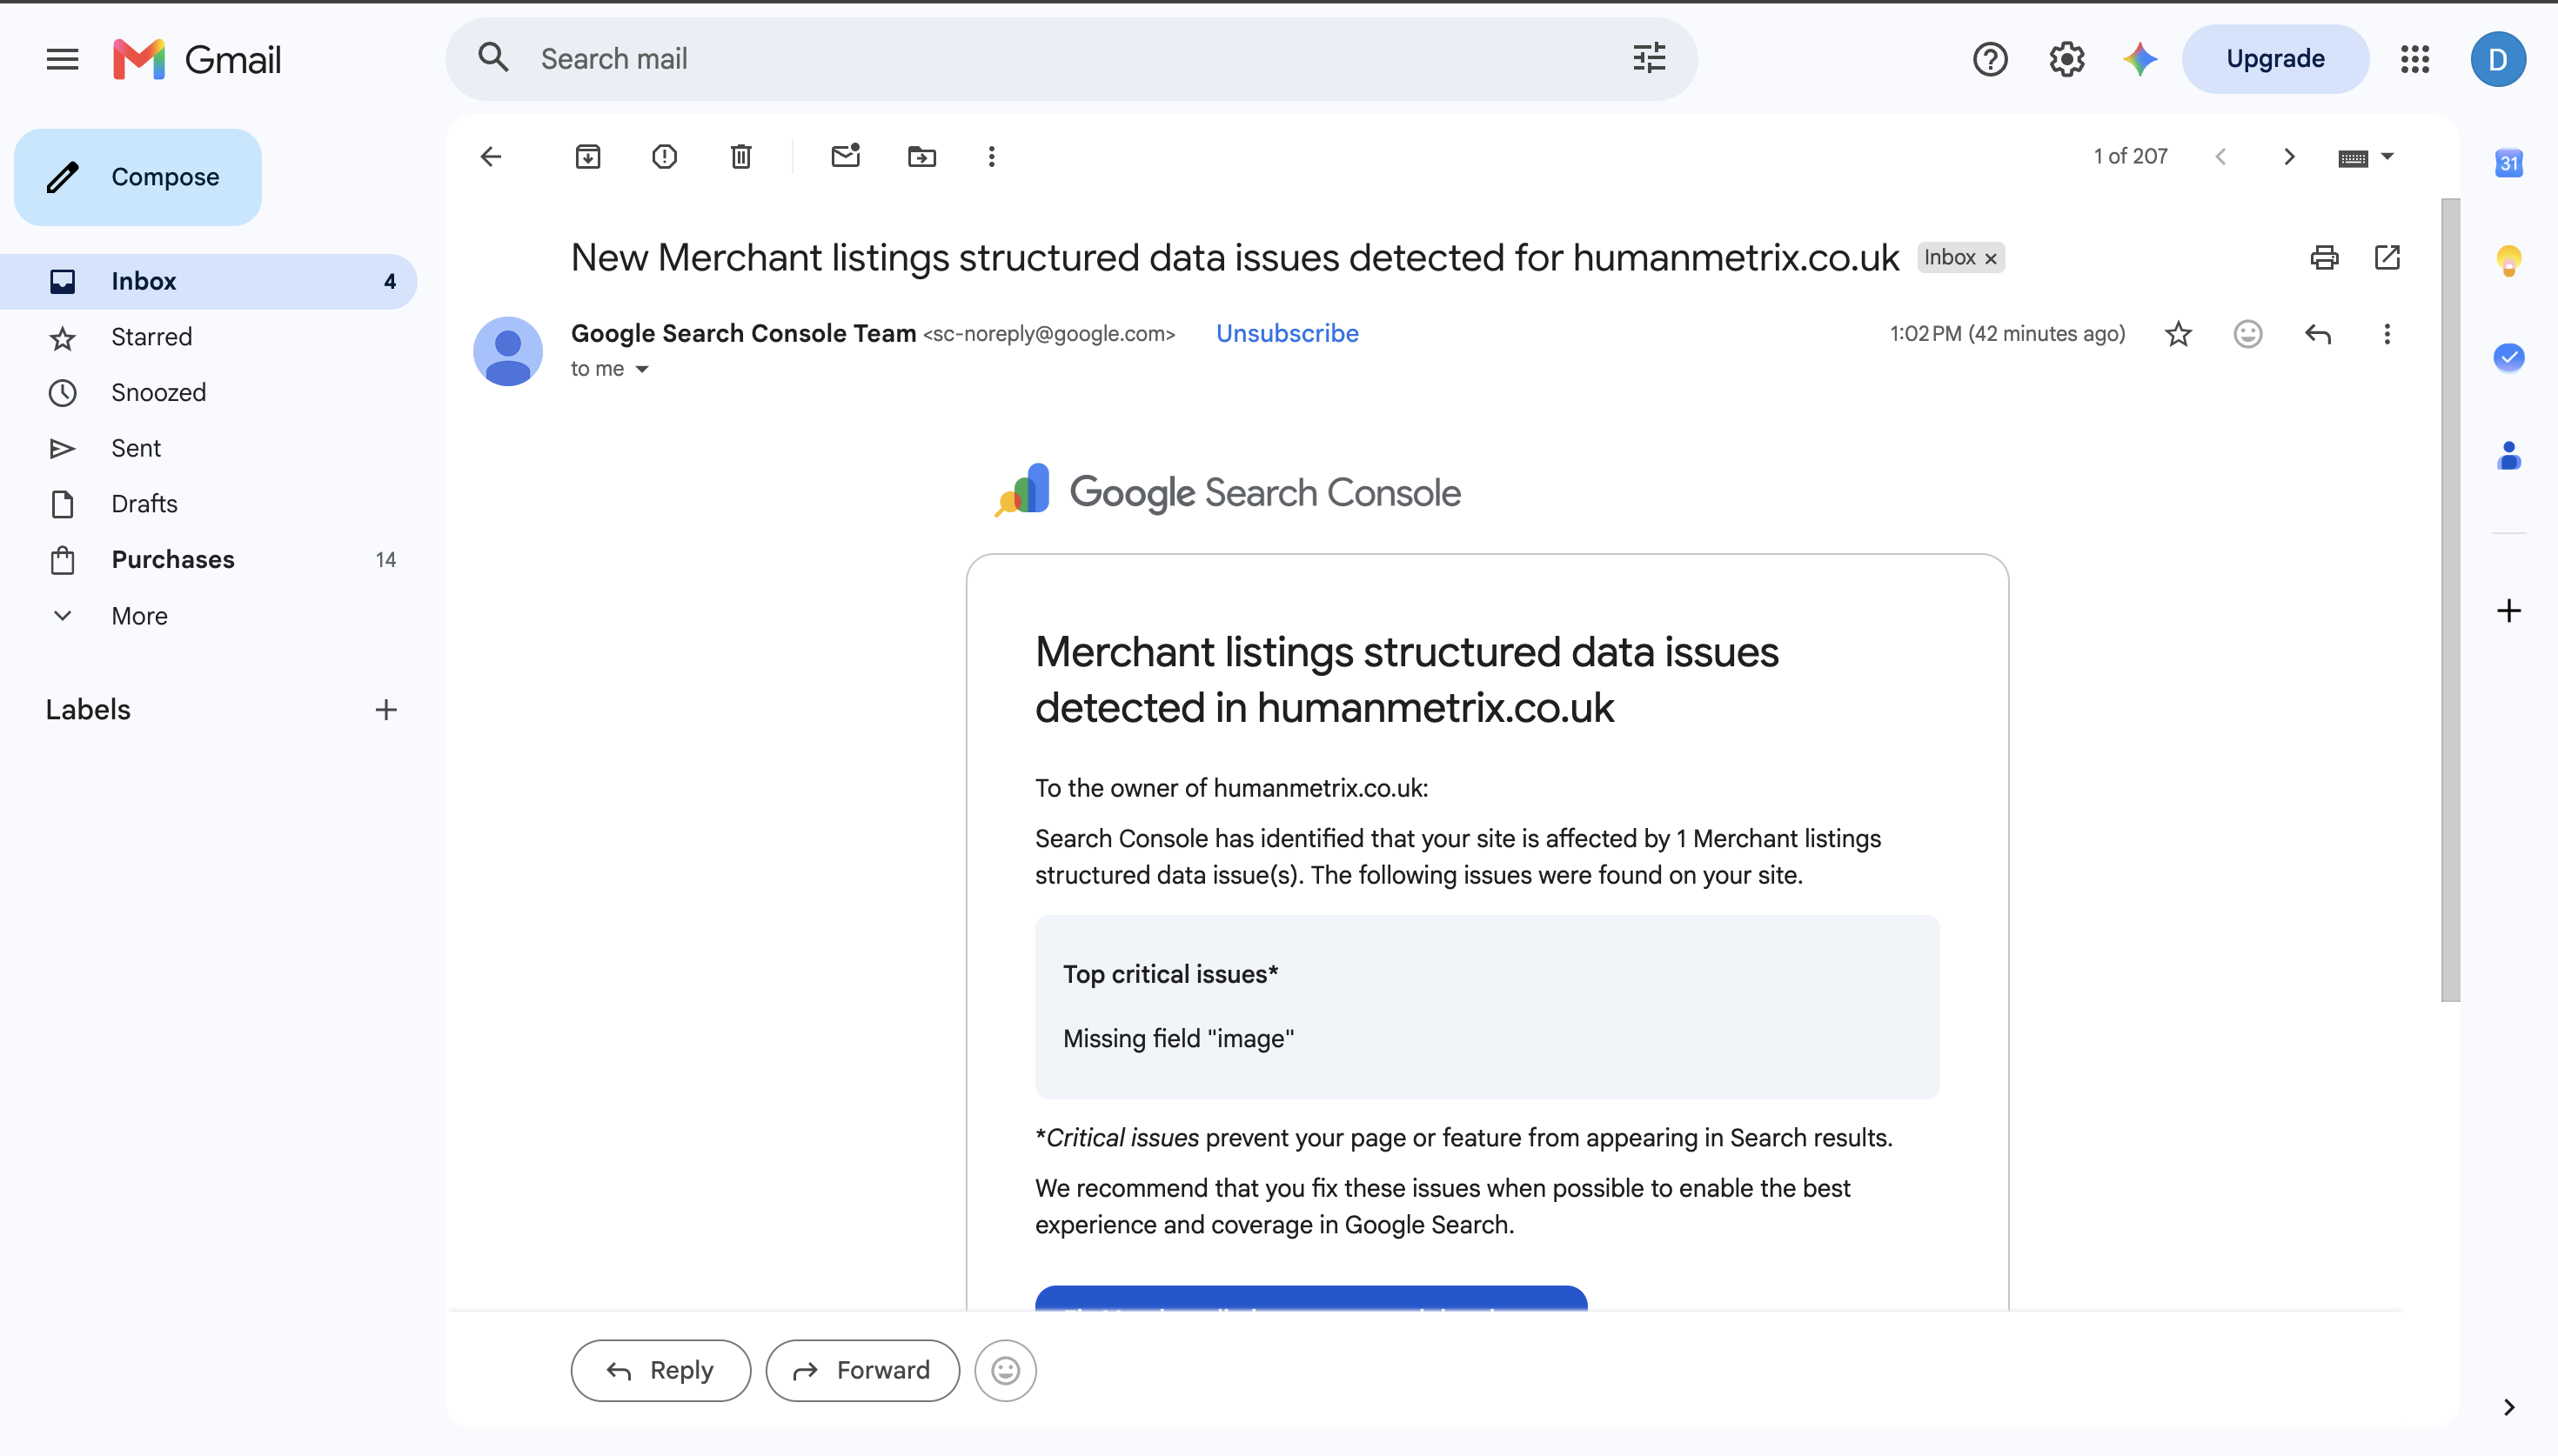 Gmail
Search mail
Upgrade
D
Compose
Inbox 4
Starred
Snoozed
Sent
Drafts
Purchases 14
More
Labels
1 of 207
31
New Merchant listings structured data issues detected for humanmetrix.co.uk Inbox ×
Google Search Console Team <sc-noreply@google.com> Unsubscribe 1:02 PM (42 minutes ago)
to me
Google Search Console
Merchant listings structured data issues
detected in humanmetrix.co.uk
To the owner of humanmetrix.co.uk:
Search Console has identified that your site is affected by 1 Merchant listings
structured data issue(s). The following issues were found on your site.
Top critical issues*
Missing field "image"
*Critical issues prevent your page or feature from appearing in Search results.
We recommend that you fix these issues when possible to enable the best
experience and coverage in Google Search.
Reply
Forward